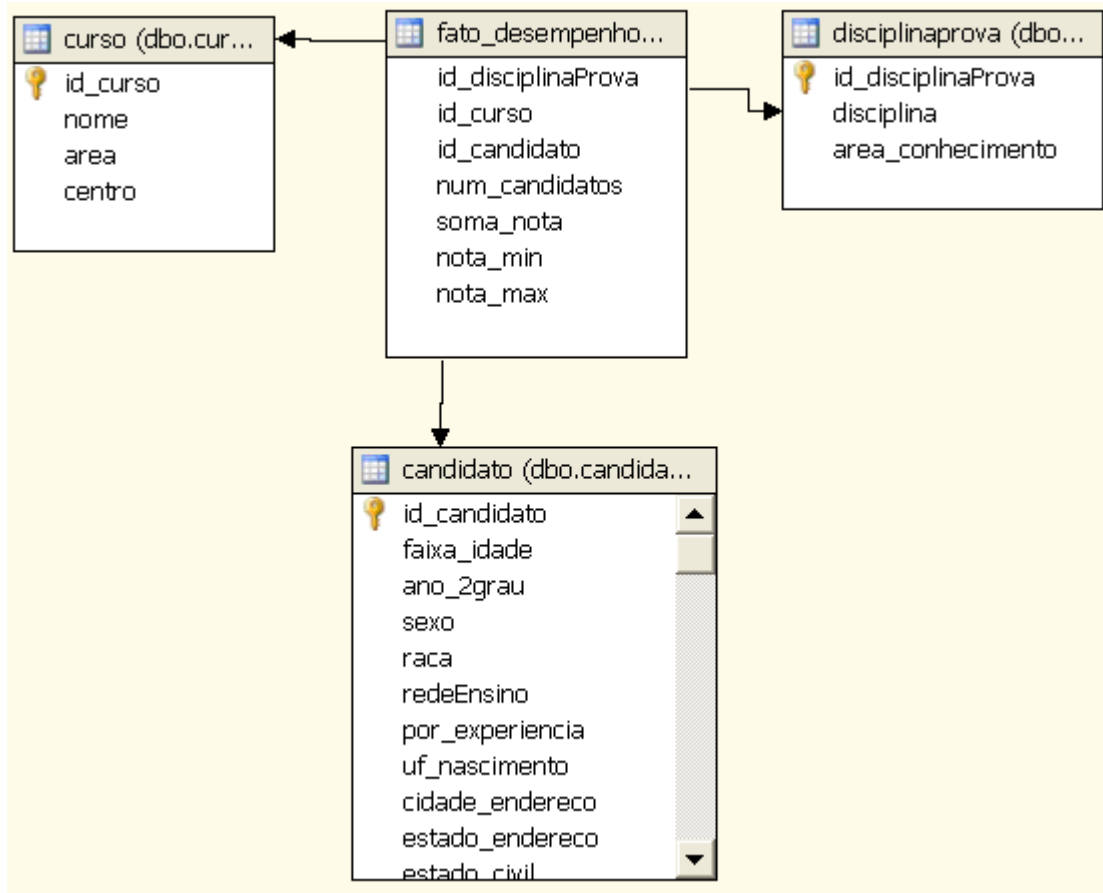 curso (dbo.cur...
id_curso
nome
area
centro
fato_desempenho...
id_disciplinaProva
id_curso
id_candidato
num_candidatos
soma_nota
nota_min
nota_max
disciplinaprova (dbo...
id_disciplinaProva
disciplina
area_conhecimento
candidato (dbo.candida...
id_candidato
faixa_idade
ano_2grau
sexo
raca
redeEnsino
por_experiencia
uf_nascimento
cidade_endereco
estado_endereco
estado_civil